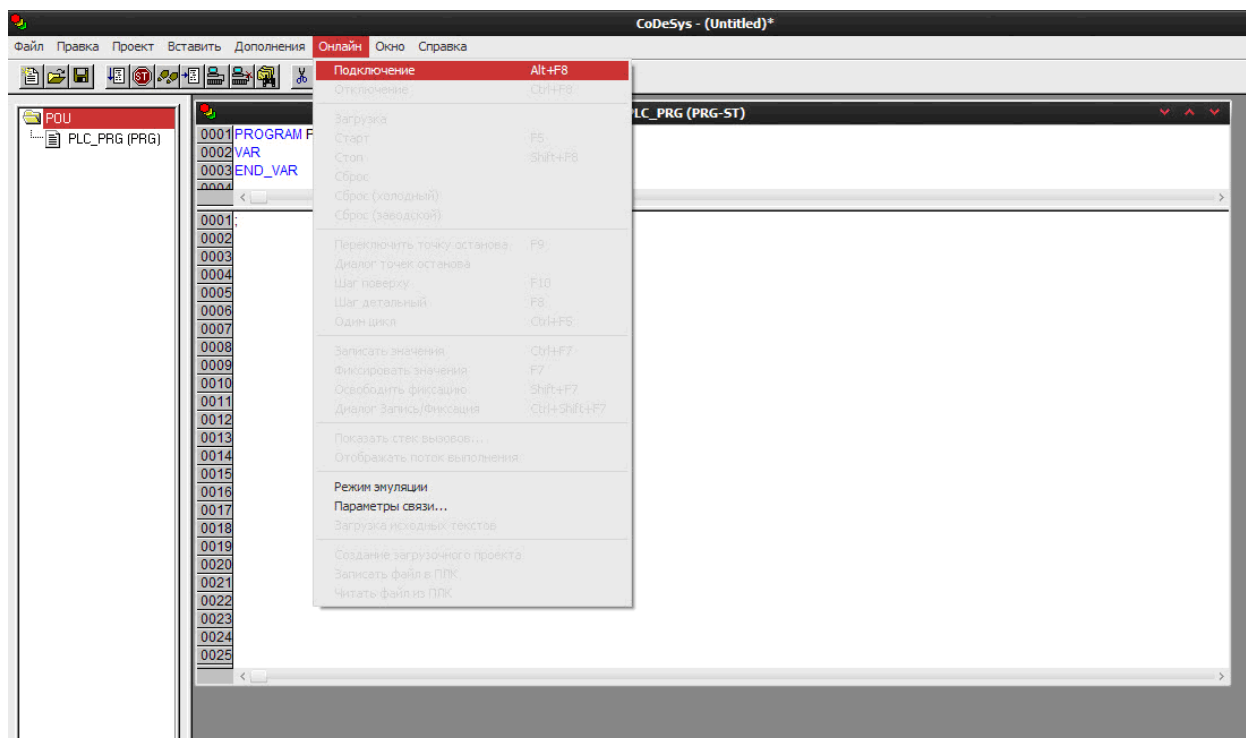 CoDeSys - (Untitled)*
Файл Правка Проект Вставить Дополнения Онлайн Окно Справка
POU
PLC_PRG (PRG)
PLC_PRG (PRG-ST)
0001 PROGRAM P
0002 VAR
0003 END_VAR
0004
0001 ;
0002
0003
0004
0005
0006
0007
0008
0009
0010
0011
0012
0013
0014
0015
0016
0017
0018
0019
0020
0021
0022
0023
0024
0025
Подключение Alt+F8
Отключение Ctrl+F8
Загрузка
Старт F5
Стоп Shift+F8
Сброс
Сброс (холодный)
Сброс (заводской)
Переключить точку останова F9
Диалог точек останова
Шаг поверху F10
Шаг детальный F8
Один цикл Ctrl+F5
Записать значения Ctrl+F7
Фиксировать значения F7
Освободить фиксацию Shift+F7
Диалог Запись/Фиксация Ctrl+Shift+F7
Показать стек вызовов...
Отображать поток выполнения
Режим эмуляции
Параметры связи...
Загрузка исходных текстов
Создание загрузочного проекта
Записать файл в ПЛК
Читать файл из ПЛК